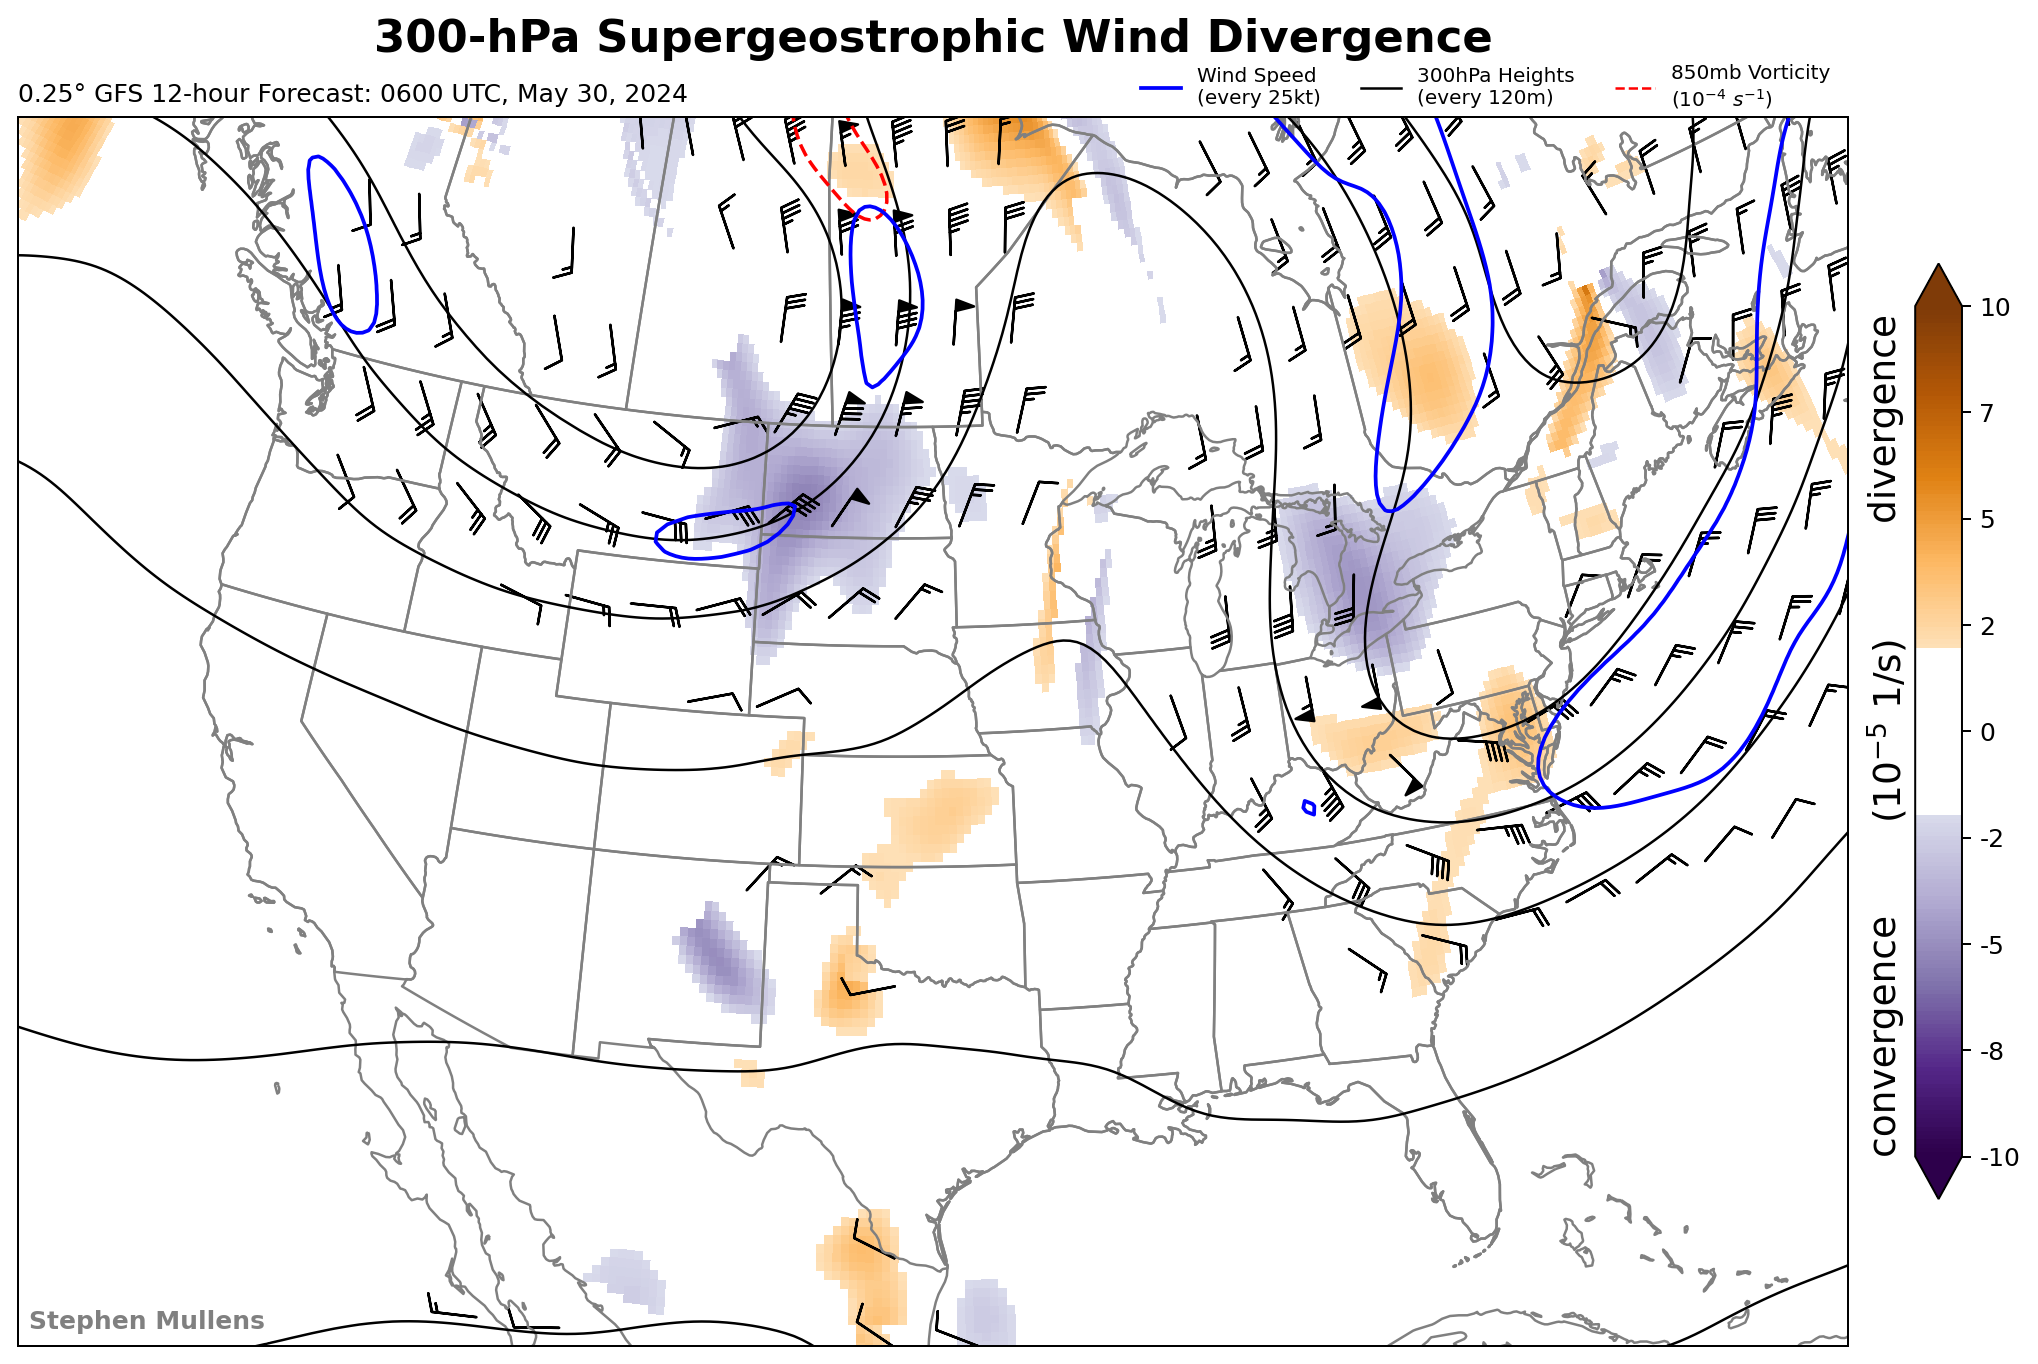 300-hPa Supergeostrophic Wind Divergence
0.25° GFS 12-hour Forecast: 0600 UTC, May 30, 2024
Wind Speed
(every 25kt)
300hPa Heights
(every 120m)
850mb Vorticity
(10⁻⁴ s⁻¹)
10
7
5
2
0
-2
-5
-8
-10
convergence (10⁻⁵ 1/s) divergence
Stephen Mullens